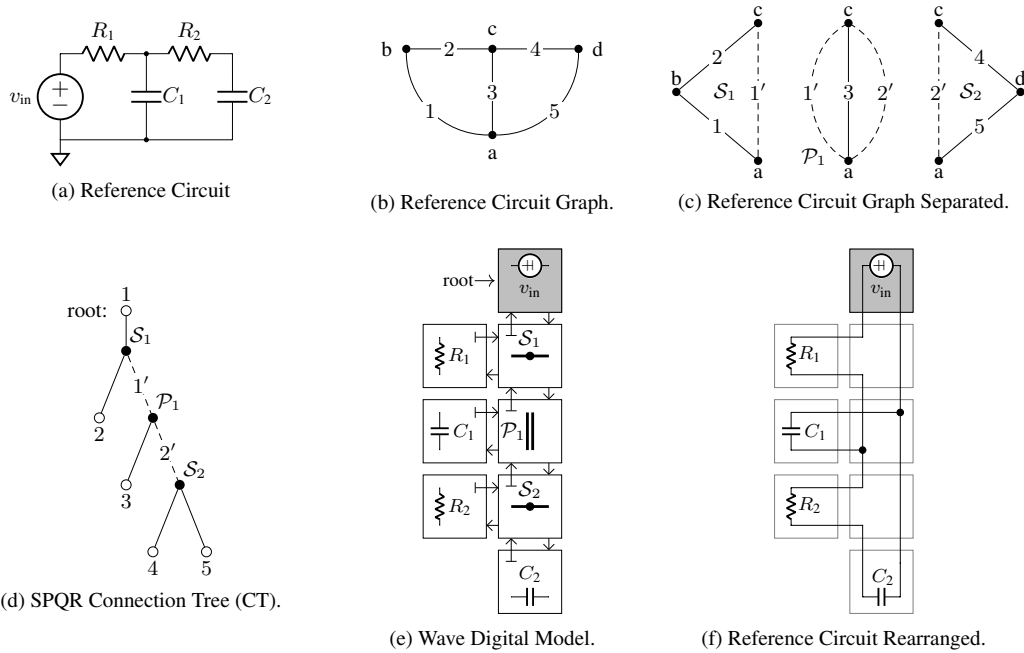 R₁
R₂
v_in
+
−
C₁
C₂
(a) Reference Circuit
c
b
2
4
d
3
1
5
a
(b) Reference Circuit Graph.
c
c
c
2
4
b
S₁
1′
1′
3
2′
2′
S₂
d
1
5
P₁
a
a
a
(c) Reference Circuit Graph Separated.
1
root:
S₁
1′
P₁
2
2′
S₂
3
4
5
(d) SPQR Connection Tree (CT).
root
v_in
R₁
S₁
C₁
P₁
R₂
S₂
C₂
(e) Wave Digital Model.
v_in
R₁
C₁
R₂
C₂
(f) Reference Circuit Rearranged.